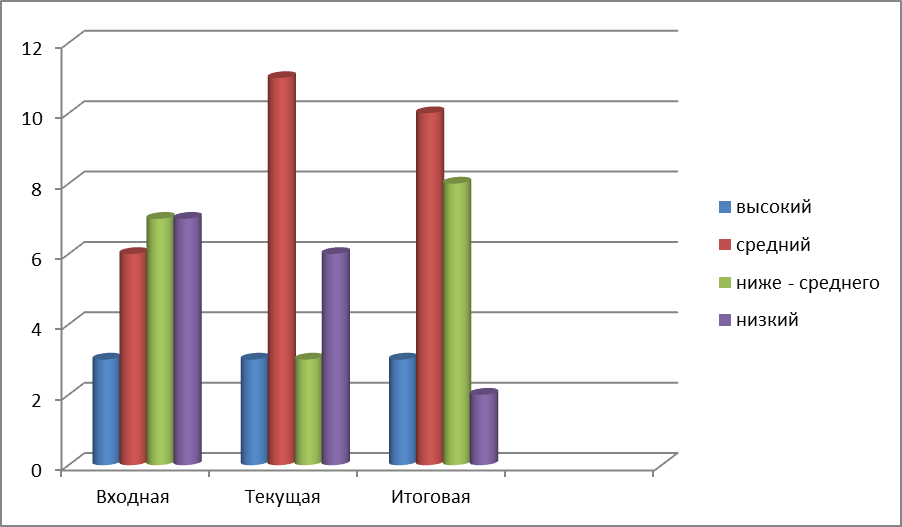 12
10
8
6
4
2
0
Входная
Текущая
Итоговая
высокий
средний
ниже - среднего
низкий